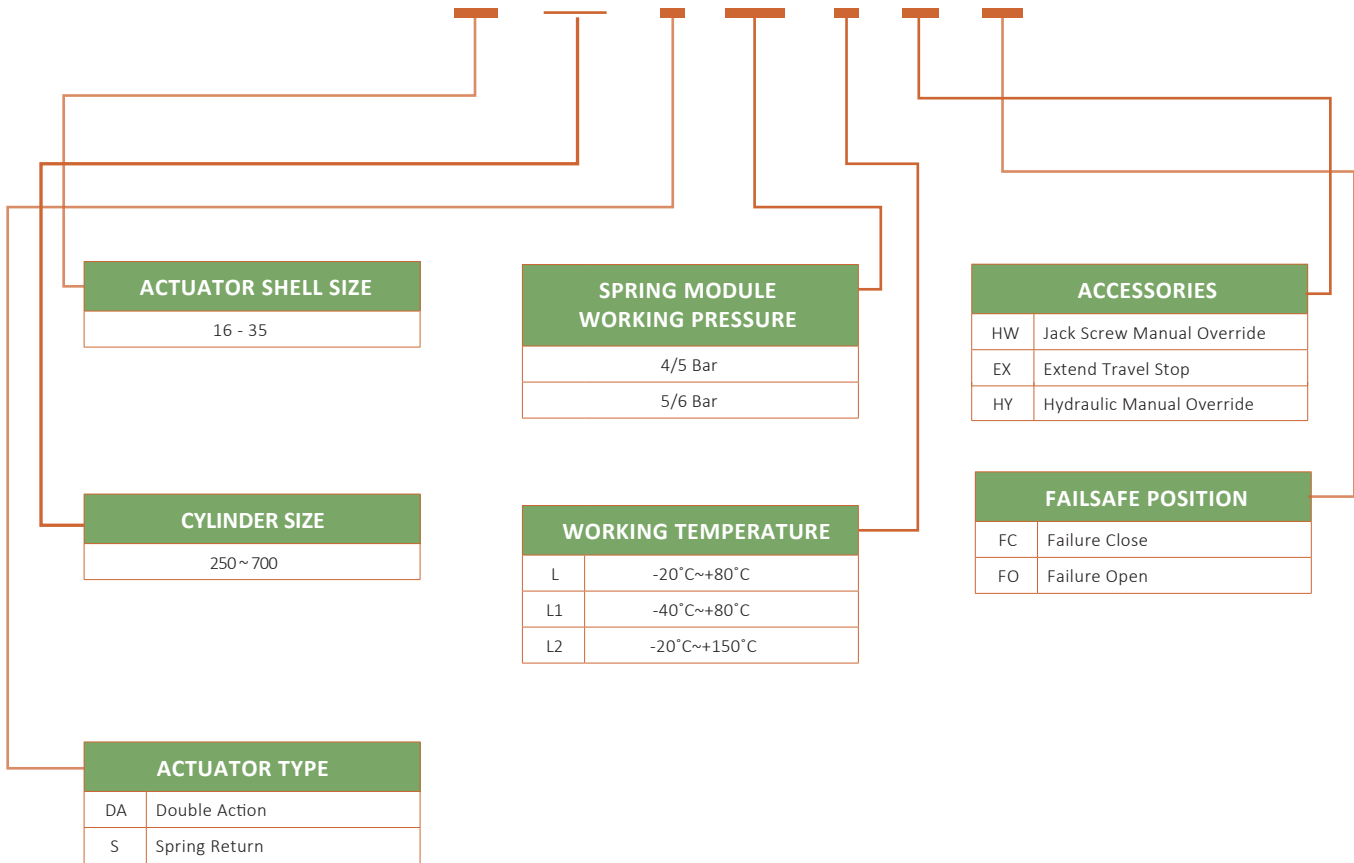 ACTUATOR SHELL SIZE
16 - 35
CYLINDER SIZE
250 ~ 700
ACTUATOR TYPE
DA Double Action
S Spring Return
SPRING MODULE
WORKING PRESSURE
4/5 Bar
5/6 Bar
WORKING TEMPERATURE
L -20˚C~+80˚C
L1 -40˚C~+80˚C
L2 -20˚C~+150˚C
ACCESSORIES
HW Jack Screw Manual Override
EX Extend Travel Stop
HY Hydraulic Manual Override
FAILSAFE POSITION
FC Failure Close
FO Failure Open